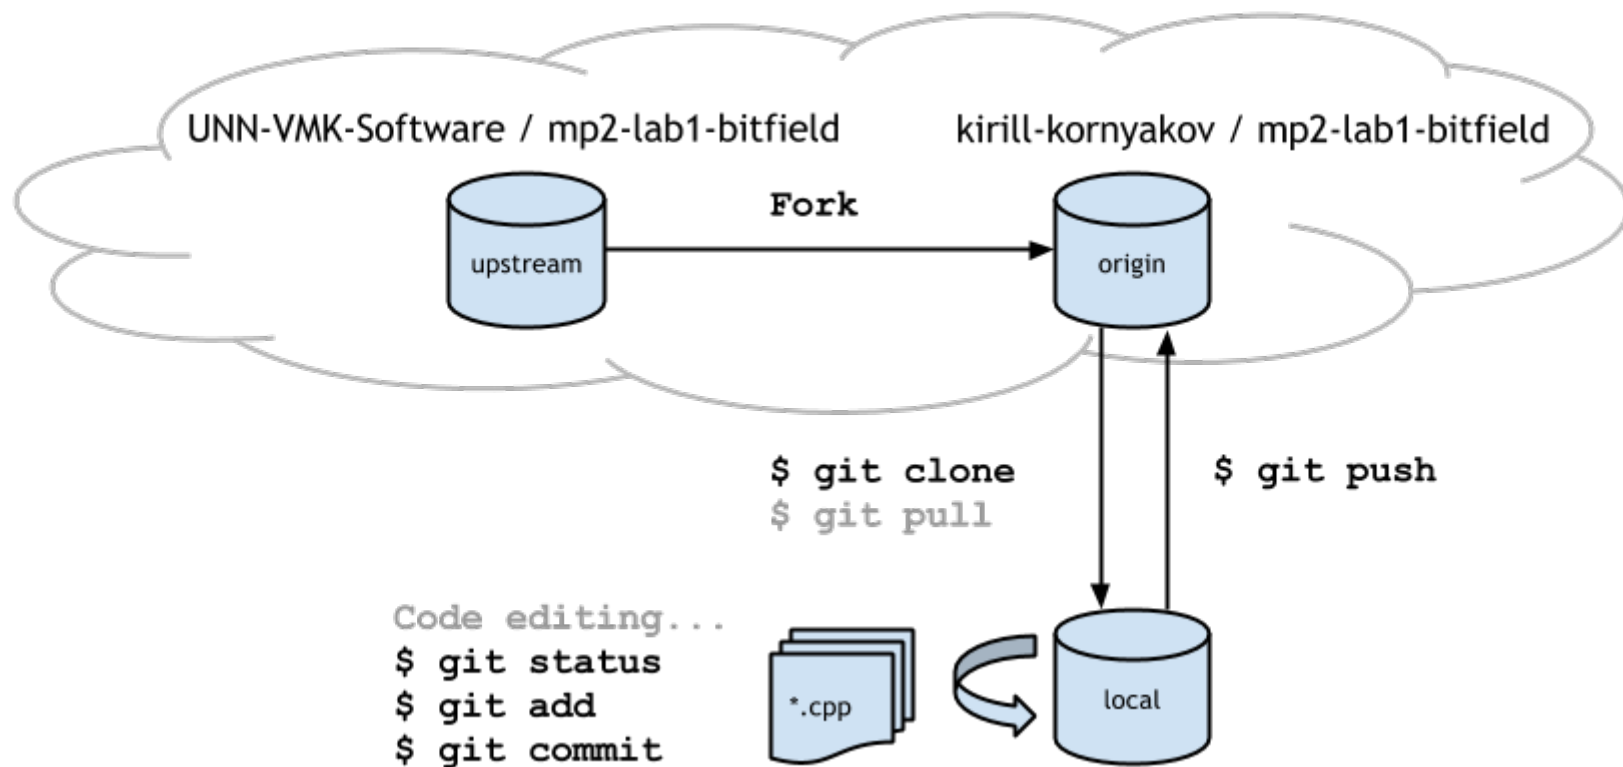 UNN-VMK-Software / mp2-lab1-bitfield
kirill-kornyakov / mp2-lab1-bitfield
Fork
upstream
origin
$ git clone
$ git pull
$ git push
Code editing...
$ git status
$ git add
$ git commit
*.cpp
local